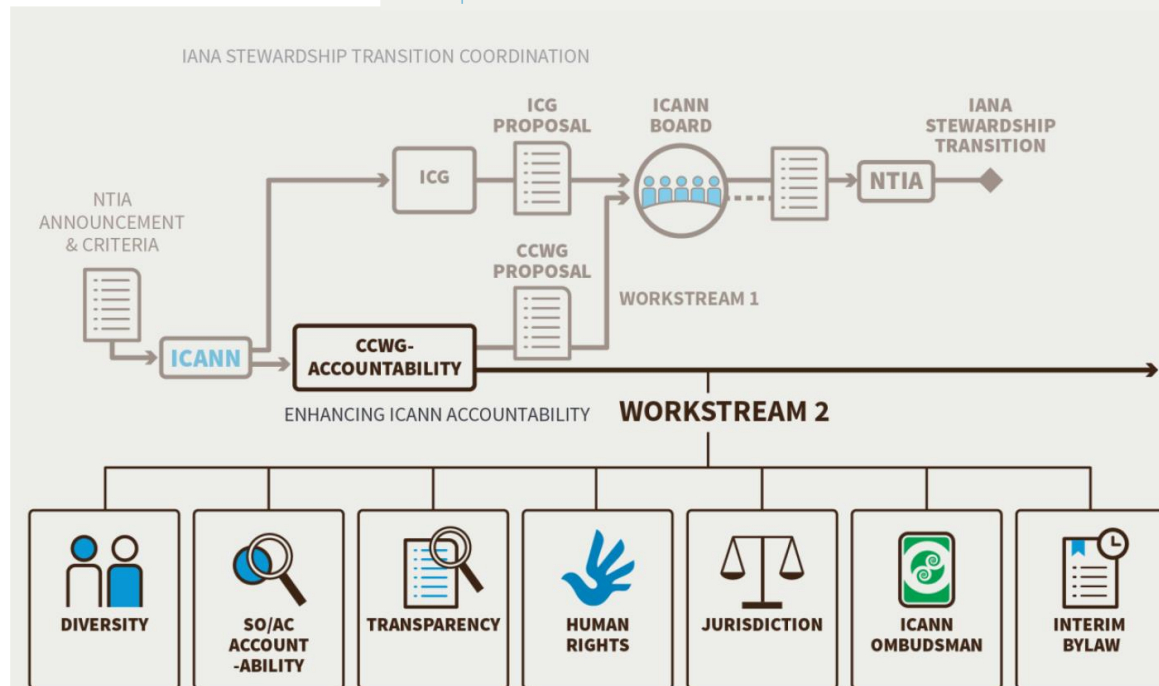 IANA STEWARDSHIP TRANSITION COORDINATION
ICG
PROPOSAL
ICANN
BOARD
IANA
STEWARDSHIP
TRANSITION
ICG
NTIA
NTIA
ANNOUNCEMENT
& CRITERIA
CCWG
PROPOSAL
WORKSTREAM 1
ICANN
CCWG-
ACCOUNTABILITY
ENHANCING ICANN ACCOUNTABILITY
WORKSTREAM 2
DIVERSITY
SO/AC
ACCOUNT
-ABILITY
TRANSPARENCY
HUMAN
RIGHTS
JURISDICTION
ICANN
OMBUDSMAN
INTERIM
BYLAW